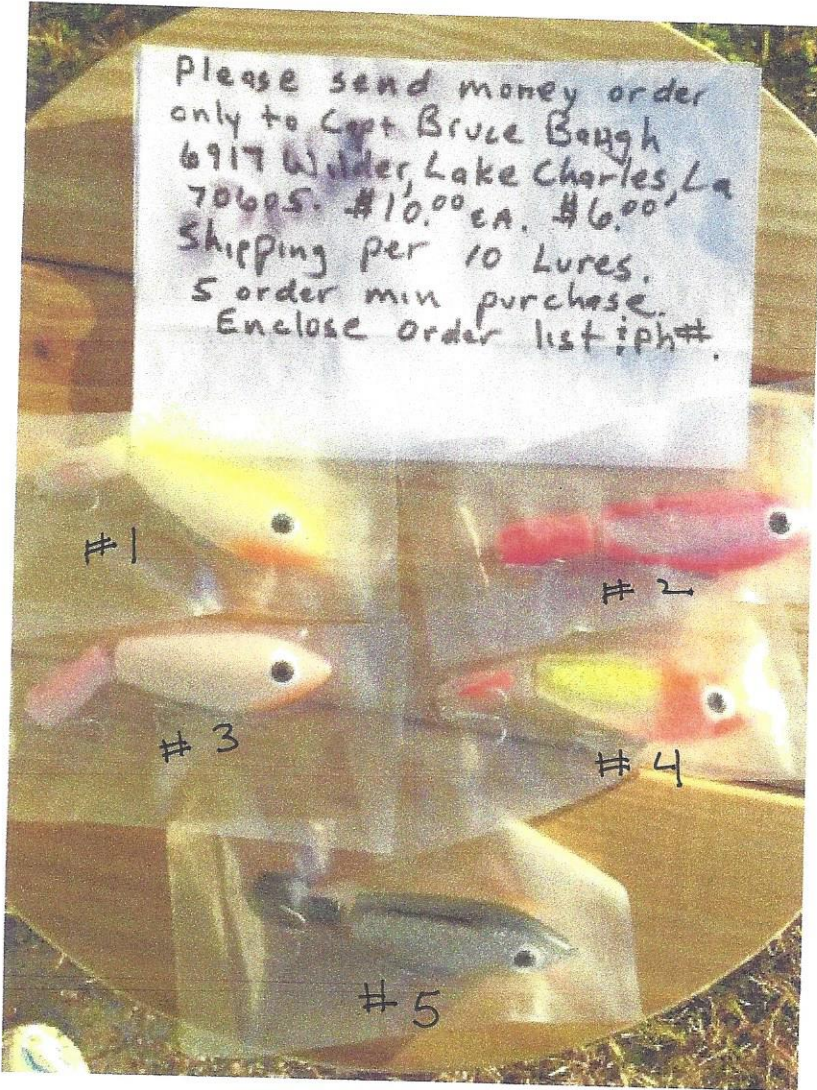 Please send money order
only to Capt Bruce Baugh
6917 Wilder, Lake Charles, La
70605. $10.00 EA. $6.00
Shipping per 10 Lures.
5 order min purchase.
Enclose order list & ph#.
#1
#2
#3
#4
#5